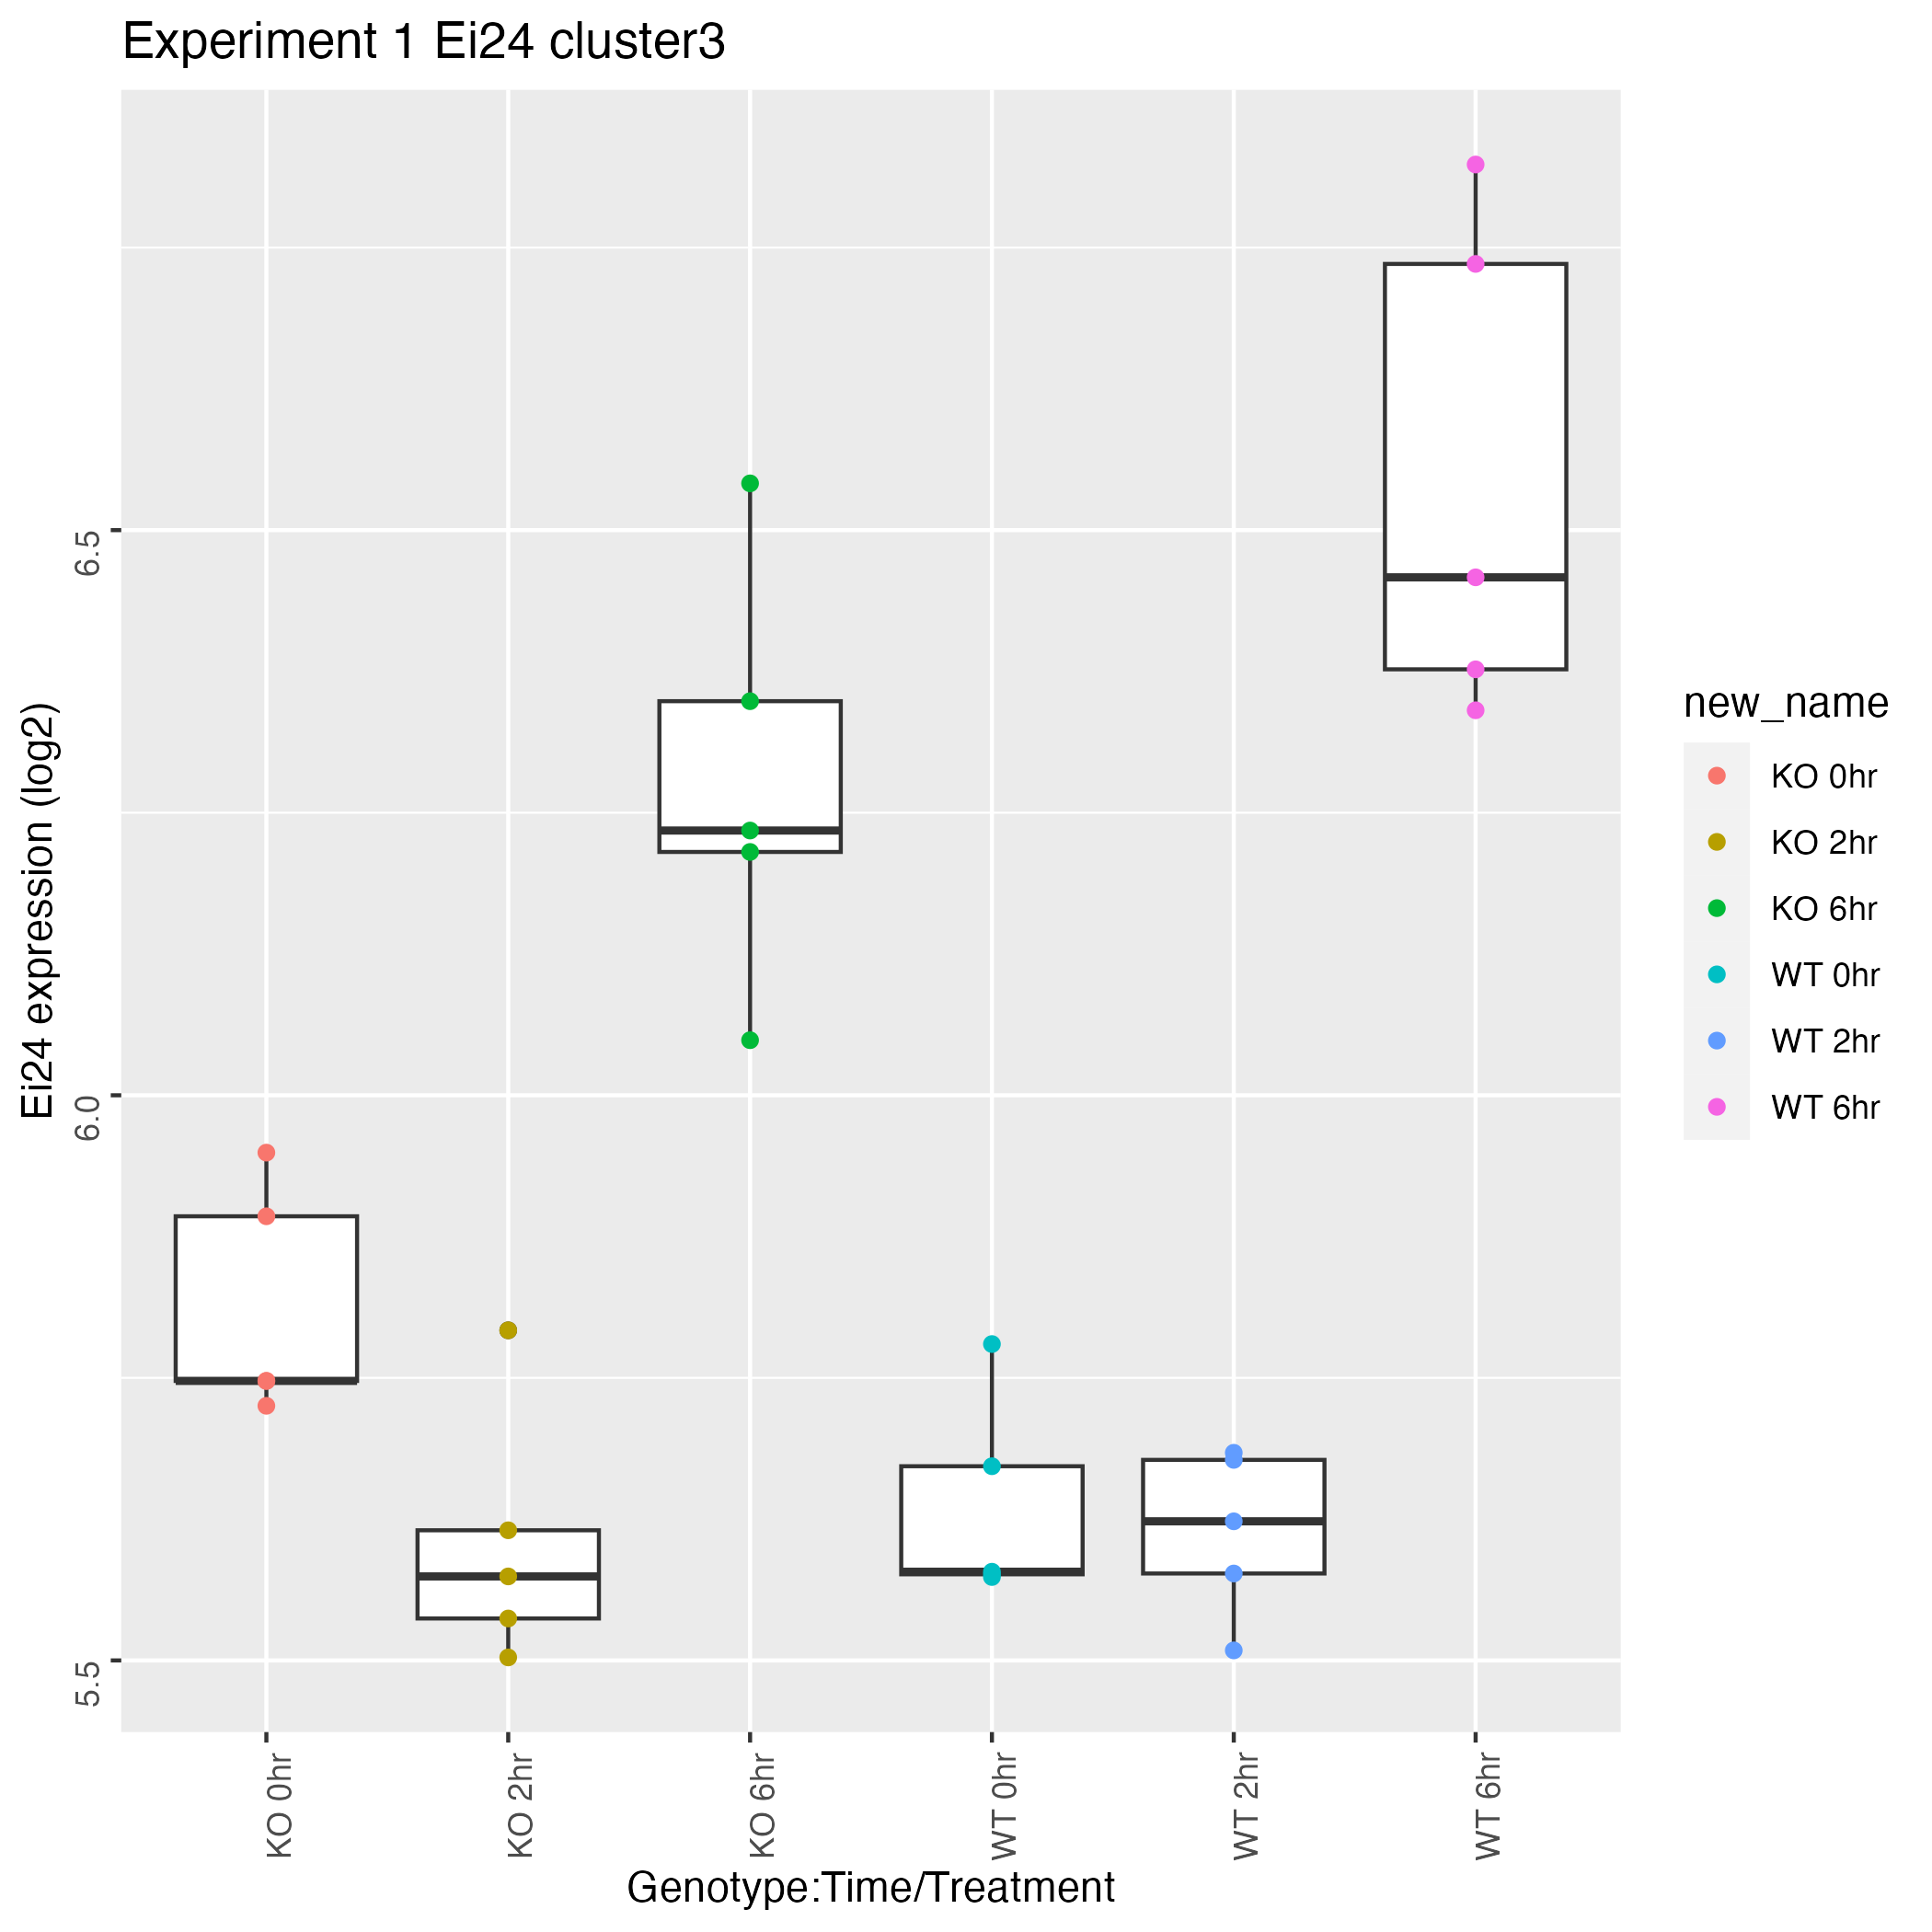 Experiment 1 Ei24 cluster3
Ei24 expression (log2)
6.5
6.0
5.5
KO 0hr
KO 2hr
KO 6hr
WT 0hr
WT 2hr
WT 6hr
Genotype:Time/Treatment
new_name
KO 0hr
KO 2hr
KO 6hr
WT 0hr
WT 2hr
WT 6hr